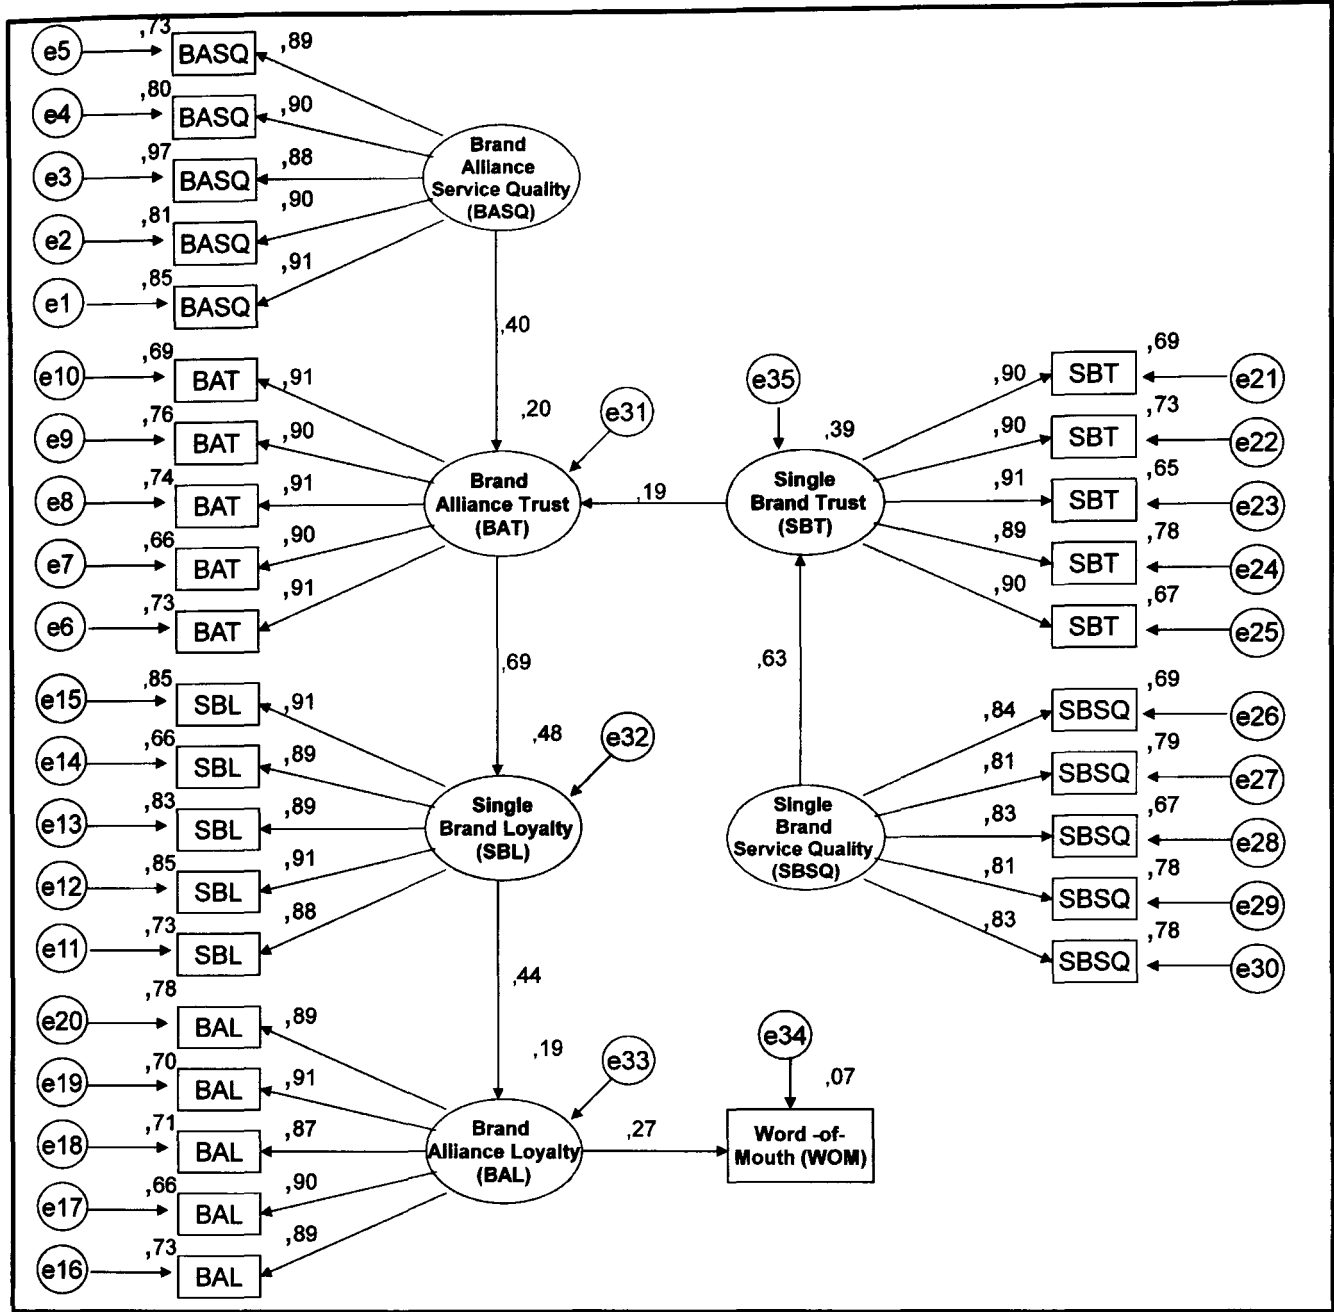 e5
,73
BASQ
,89
e4
,80
BASQ
,90
e3
,97
BASQ
,88
e2
,81
BASQ
,90
e1
,85
BASQ
,91
Brand
Alliance
Service Quality
(BASQ)
,40
e10
,69
BAT
,91
e9
,76
BAT
,90
e8
,74
BAT
,91
e7
,66
BAT
,90
e6
,73
BAT
,91
,20
e31
Brand
Alliance Trust
(BAT)
,19
e35
,39
Single
Brand Trust
(SBT)
,90
SBT
,69
e21
,90
SBT
,73
e22
,91
SBT
,65
e23
,89
SBT
,78
e24
,90
SBT
,67
e25
,69
,63
e15
,85
SBL
,91
e14
,66
SBL
,89
e13
,83
SBL
,89
e12
,85
SBL
,91
e11
,73
SBL
,88
,48
e32
Single
Brand Loyalty
(SBL)
Single
Brand
Service Quality
(SBSQ)
,84
SBSQ
,69
e26
,81
SBSQ
,79
e27
,83
SBSQ
,67
e28
,81
SBSQ
,78
e29
,83
SBSQ
,78
e30
,44
e20
,78
BAL
,89
e19
,70
BAL
,91
e18
,71
BAL
,87
e17
,66
BAL
,90
e16
,73
BAL
,89
,19
e33
Brand
Alliance Loyalty
(BAL)
,27
e34
,07
Word -of-
Mouth (WOM)